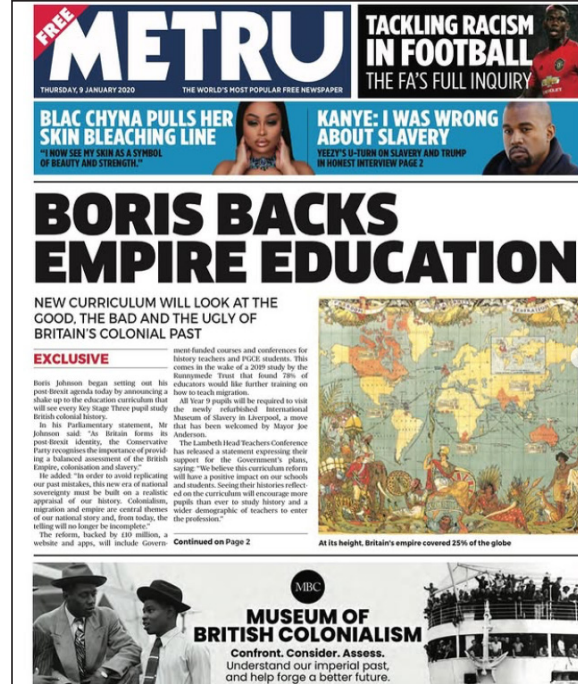 FREE
METRU
THURSDAY, 9 JANUARY 2020
THE WORLD'S MOST POPULAR FREE NEWSPAPER
TACKLING RACISM
IN FOOTBALL
THE FA'S FULL INQUIRY
BLAC CHYNA PULLS HER
SKIN BLEACHING LINE
"I NOW SEE MY SKIN AS A SYMBOL
OF BEAUTY AND STRENGTH."
KANYE: I WAS WRONG
ABOUT SLAVERY
YEEZY'S U-TURN ON SLAVERY AND TRUMP
IN HONEST INTERVIEW PAGE 2
BORIS BACKS
EMPIRE EDUCATION
NEW CURRICULUM WILL LOOK AT THE
GOOD, THE BAD AND THE UGLY OF
BRITAIN'S COLONIAL PAST
EXCLUSIVE
Boris Johnson began setting out his
post-Brexit agenda today by announcing a
shake up to the education curriculum that
will see every Key Stage Three pupil study
British colonial history.
In his Parliamentary statement, Mr
Johnson said: "As Britain forms its
post-Brexit identity, the Conservative
Party recognises the importance of provid-
ing a balanced assessment of the British
Empire, colonisation and slavery."
He added: "In order to avoid replicating
our past mistakes, this new era of national
sovereignty must be built on a realistic
appraisal of our history. Colonialism,
migration and empire are central themes
of our national story and, from today, the
telling will no longer be incomplete."
The reform, backed by £10 million, a
website and apps, will include Govern-
ment-funded courses and conferences for
history teachers and PGCE students. This
comes in the wake of a 2019 study by the
Runnymede Trust that found 78% of
educators would like further training on
how to teach migration.
All Year 9 pupils will be required to visit
the newly refurbished International
Museum of Slavery in Liverpool, a move
that has been welcomed by Mayor Joe
Anderson.
The Lambeth Head Teachers Conference
has released a statement expressing their
support for the Government's plans,
saying: "We believe this curriculum reform
will have a positive impact on our schools
and students. Seeing their histories reflect-
ed on the curriculum will encourage more
pupils than ever to study history and a
wider demographic of teachers to enter
the profession."
Continued on Page 2
At its height, Britain's empire covered 25% of the globe
MBC
MUSEUM OF
BRITISH COLONIALISM
Confront. Consider. Assess.
Understand our imperial past,
and help forge a better future.